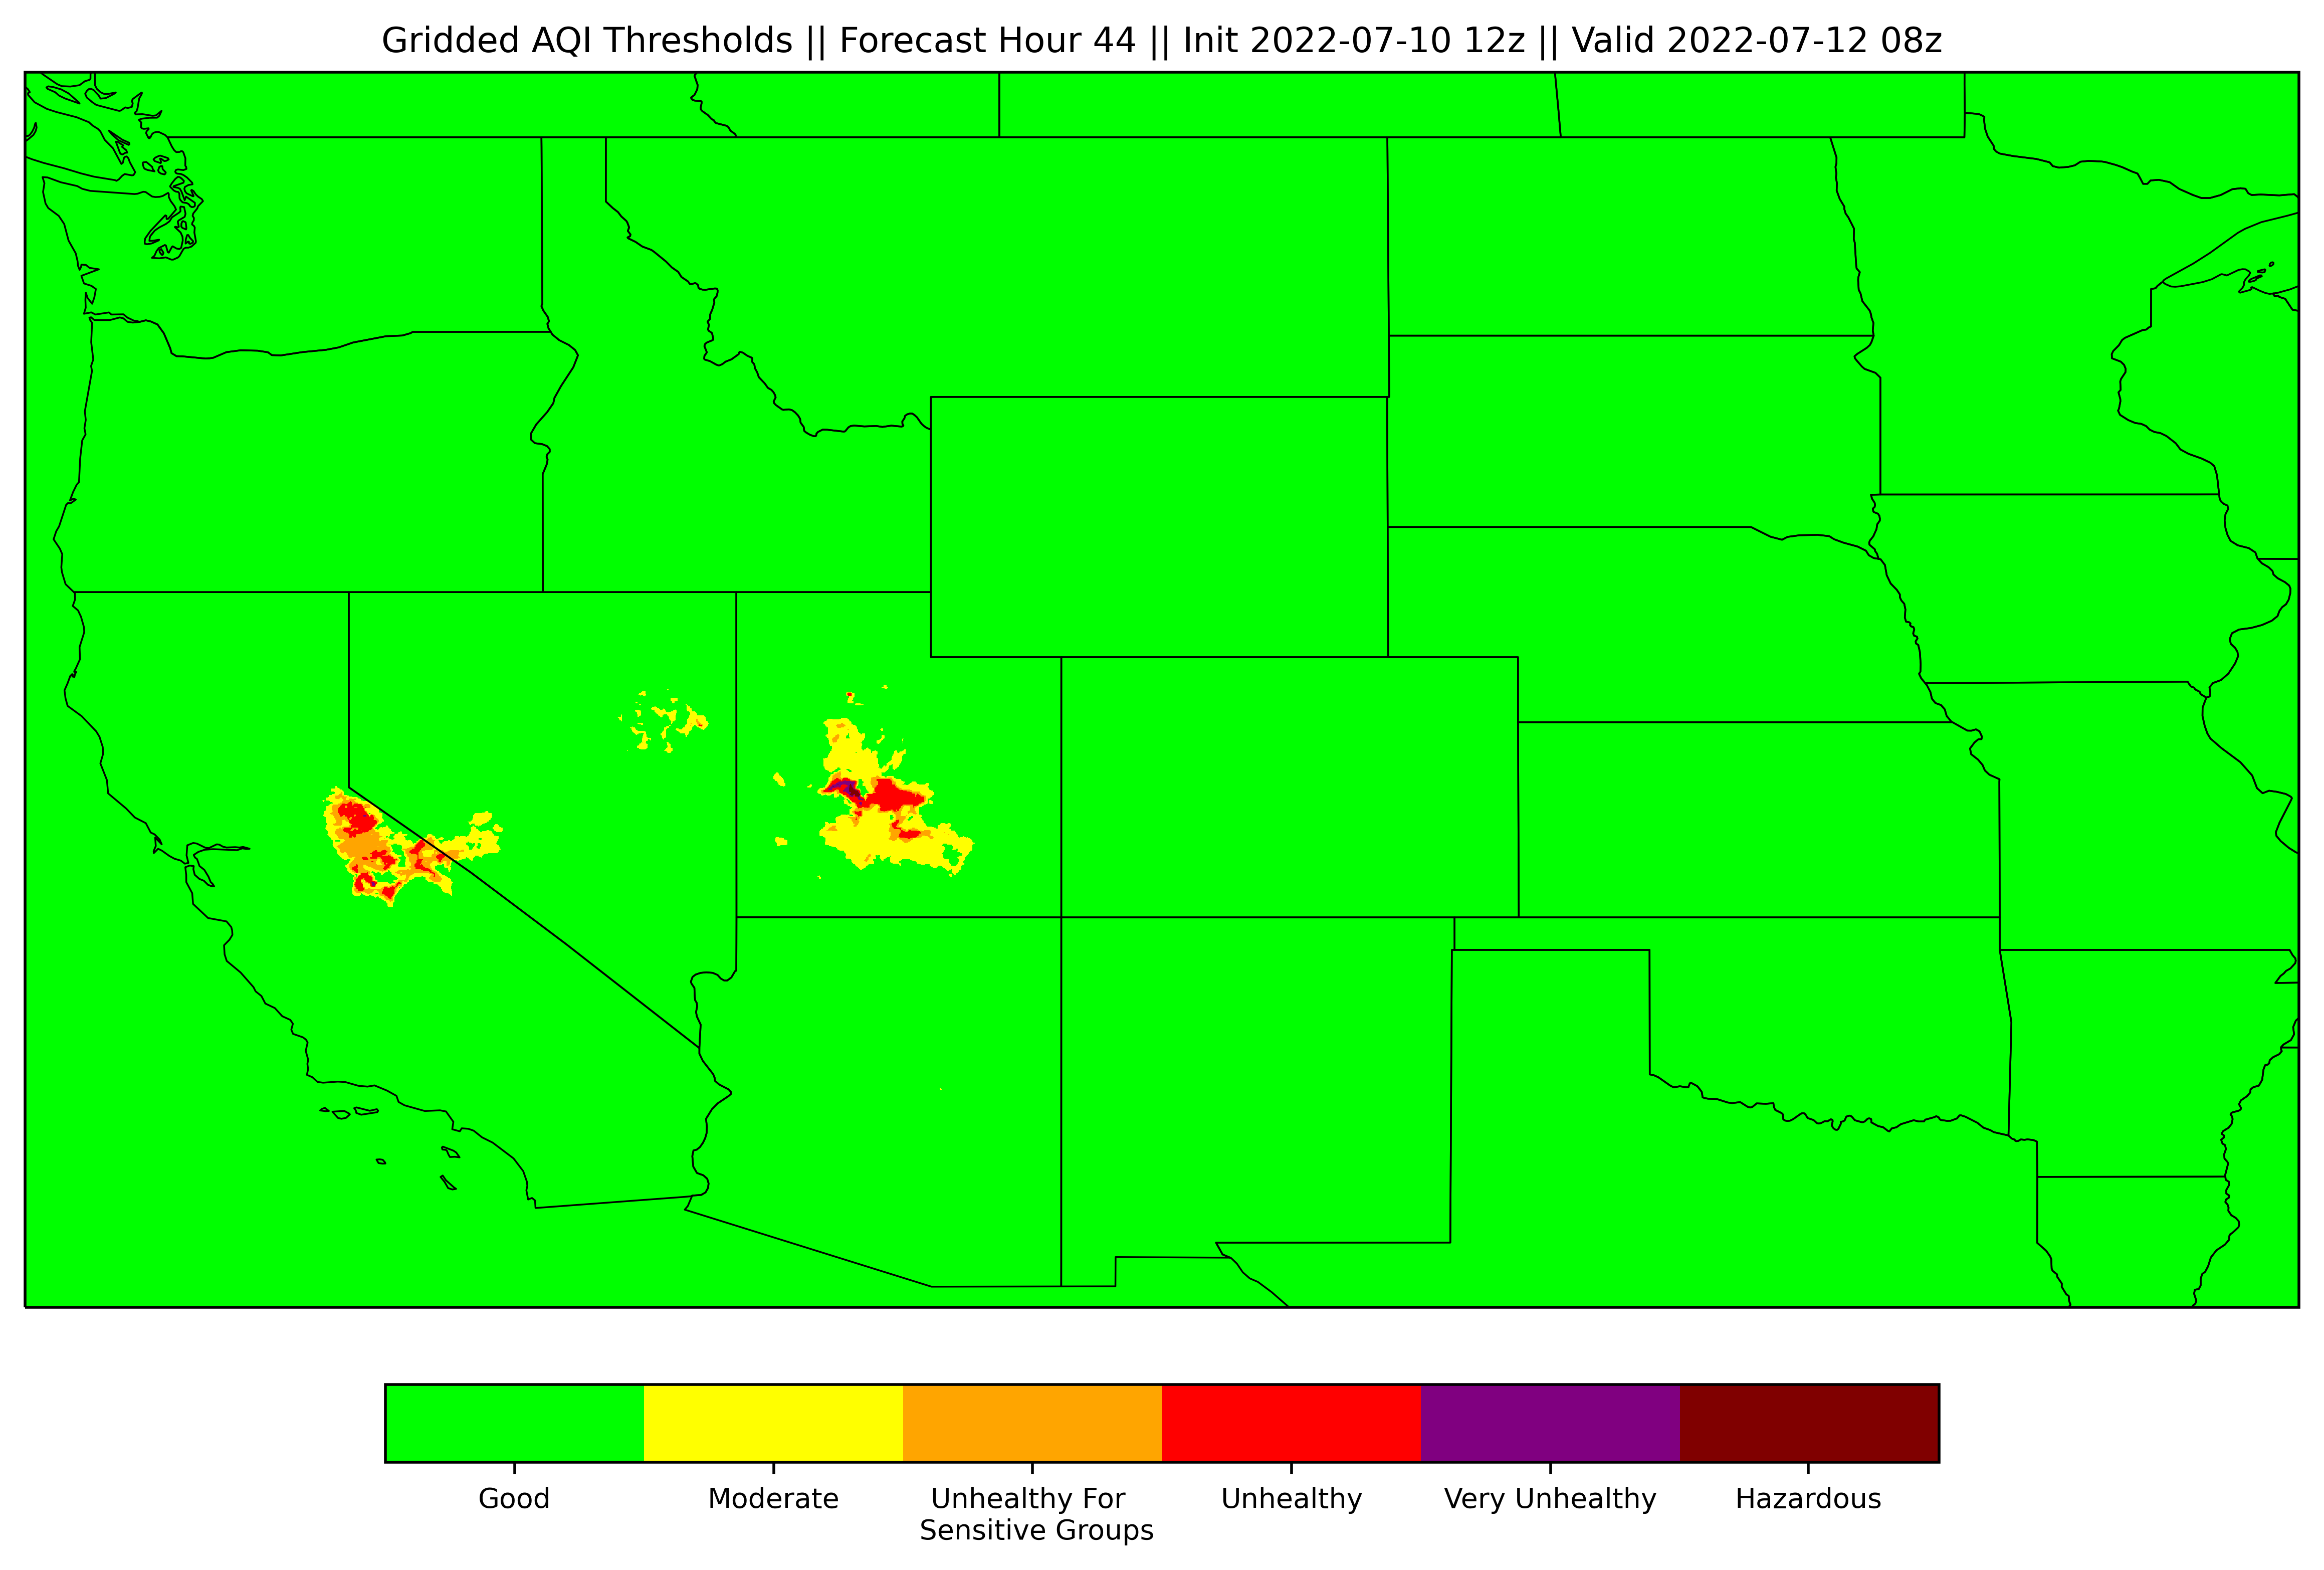 Gridded AQI Thresholds || Forecast Hour 44 || Init 2022-07-10 12z || Valid 2022-07-12 08z
Good
Moderate
Unhealthy For
Sensitive Groups
Unhealthy
Very Unhealthy
Hazardous